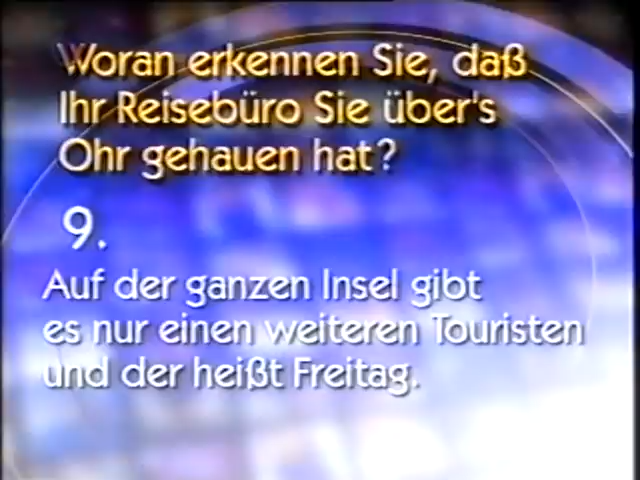 Woran erkennen Sie, daß
Ihr Reisebüro Sie über's
Ohr gehauen hat?
9.
Auf der ganzen Insel gibt
es nur einen weiteren Touristen
und der heißt Freitag.